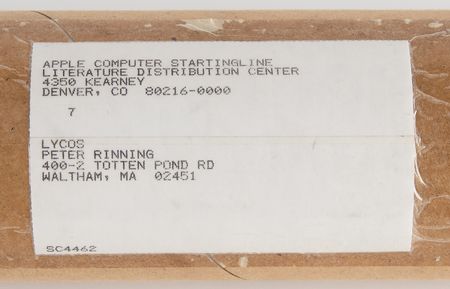 APPLE COMPUTER STARTINGLINE
LITERATURE DISTRIBUTION CENTER
4350 KEARNEY
DENVER, CO 80216-0000
7
LYCOS
PETER RINNING
400-2 TOTTEN POND RD
WALTHAM, MA 02451
SC4462